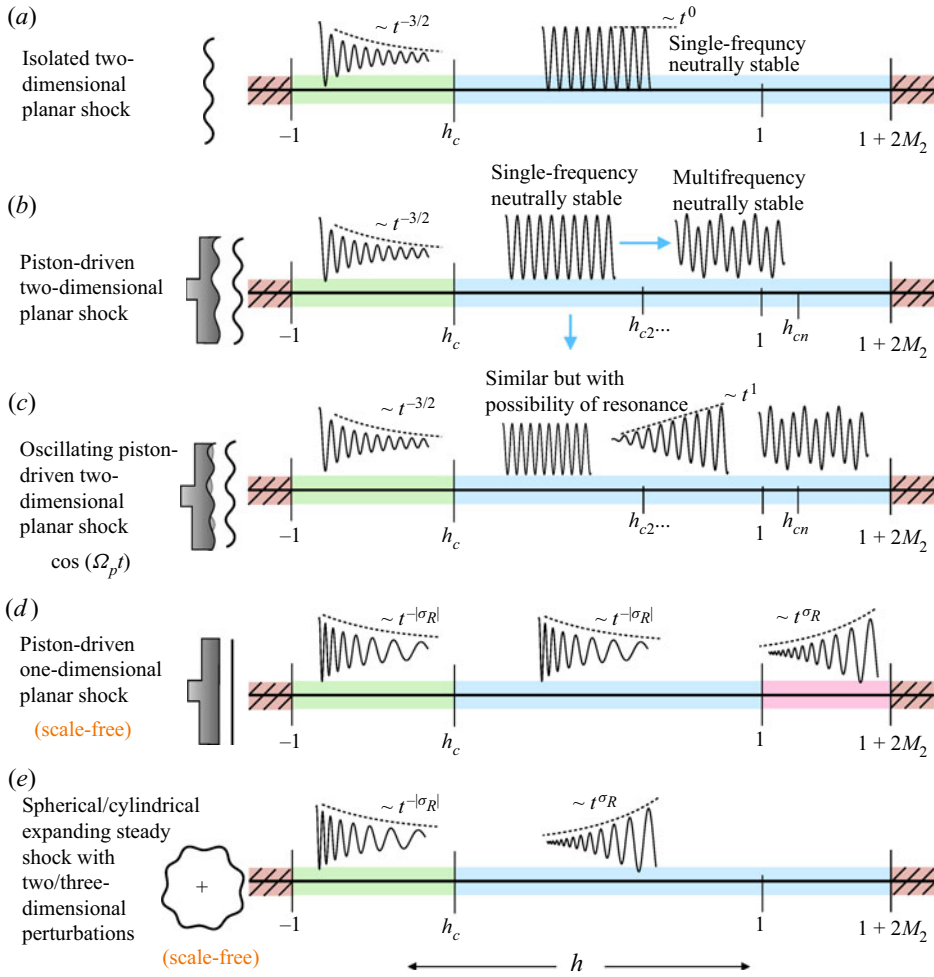 (a)
Isolated two-
dimensional
planar shock
~ t^{-3/2}
~ t^0
Single-frequncy
neutrally stable
–1
h_c
1
1 + 2M_2
(b)
Piston-driven
two-dimensional
planar shock
~ t^{-3/2}
Single-frequency
neutrally stable
Multifrequency
neutrally stable
–1
h_c
h_{c2}...
1
h_{cn}
1 + 2M_2
(c)
Oscillating piston-
driven two-
dimensional
planar shock
cos (Ω_p t)
~ t^{-3/2}
Similar but with
possibility of resonance
~ t^1
–1
h_c
h_{c2}...
1
h_{cn}
1 + 2M_2
(d)
Piston-driven
one-dimensional
planar shock
(scale-free)
~ t^{-|σ_R|}
~ t^{-|σ_R|}
~ t^{σ_R}
–1
h_c
1
1 + 2M_2
(e)
Spherical/cylindrical
expanding steady
shock with
two/three-
dimensional
perturbations
+
(scale-free)
~ t^{-|σ_R|}
~ t^{σ_R}
–1
h_c
1
1 + 2M_2
h